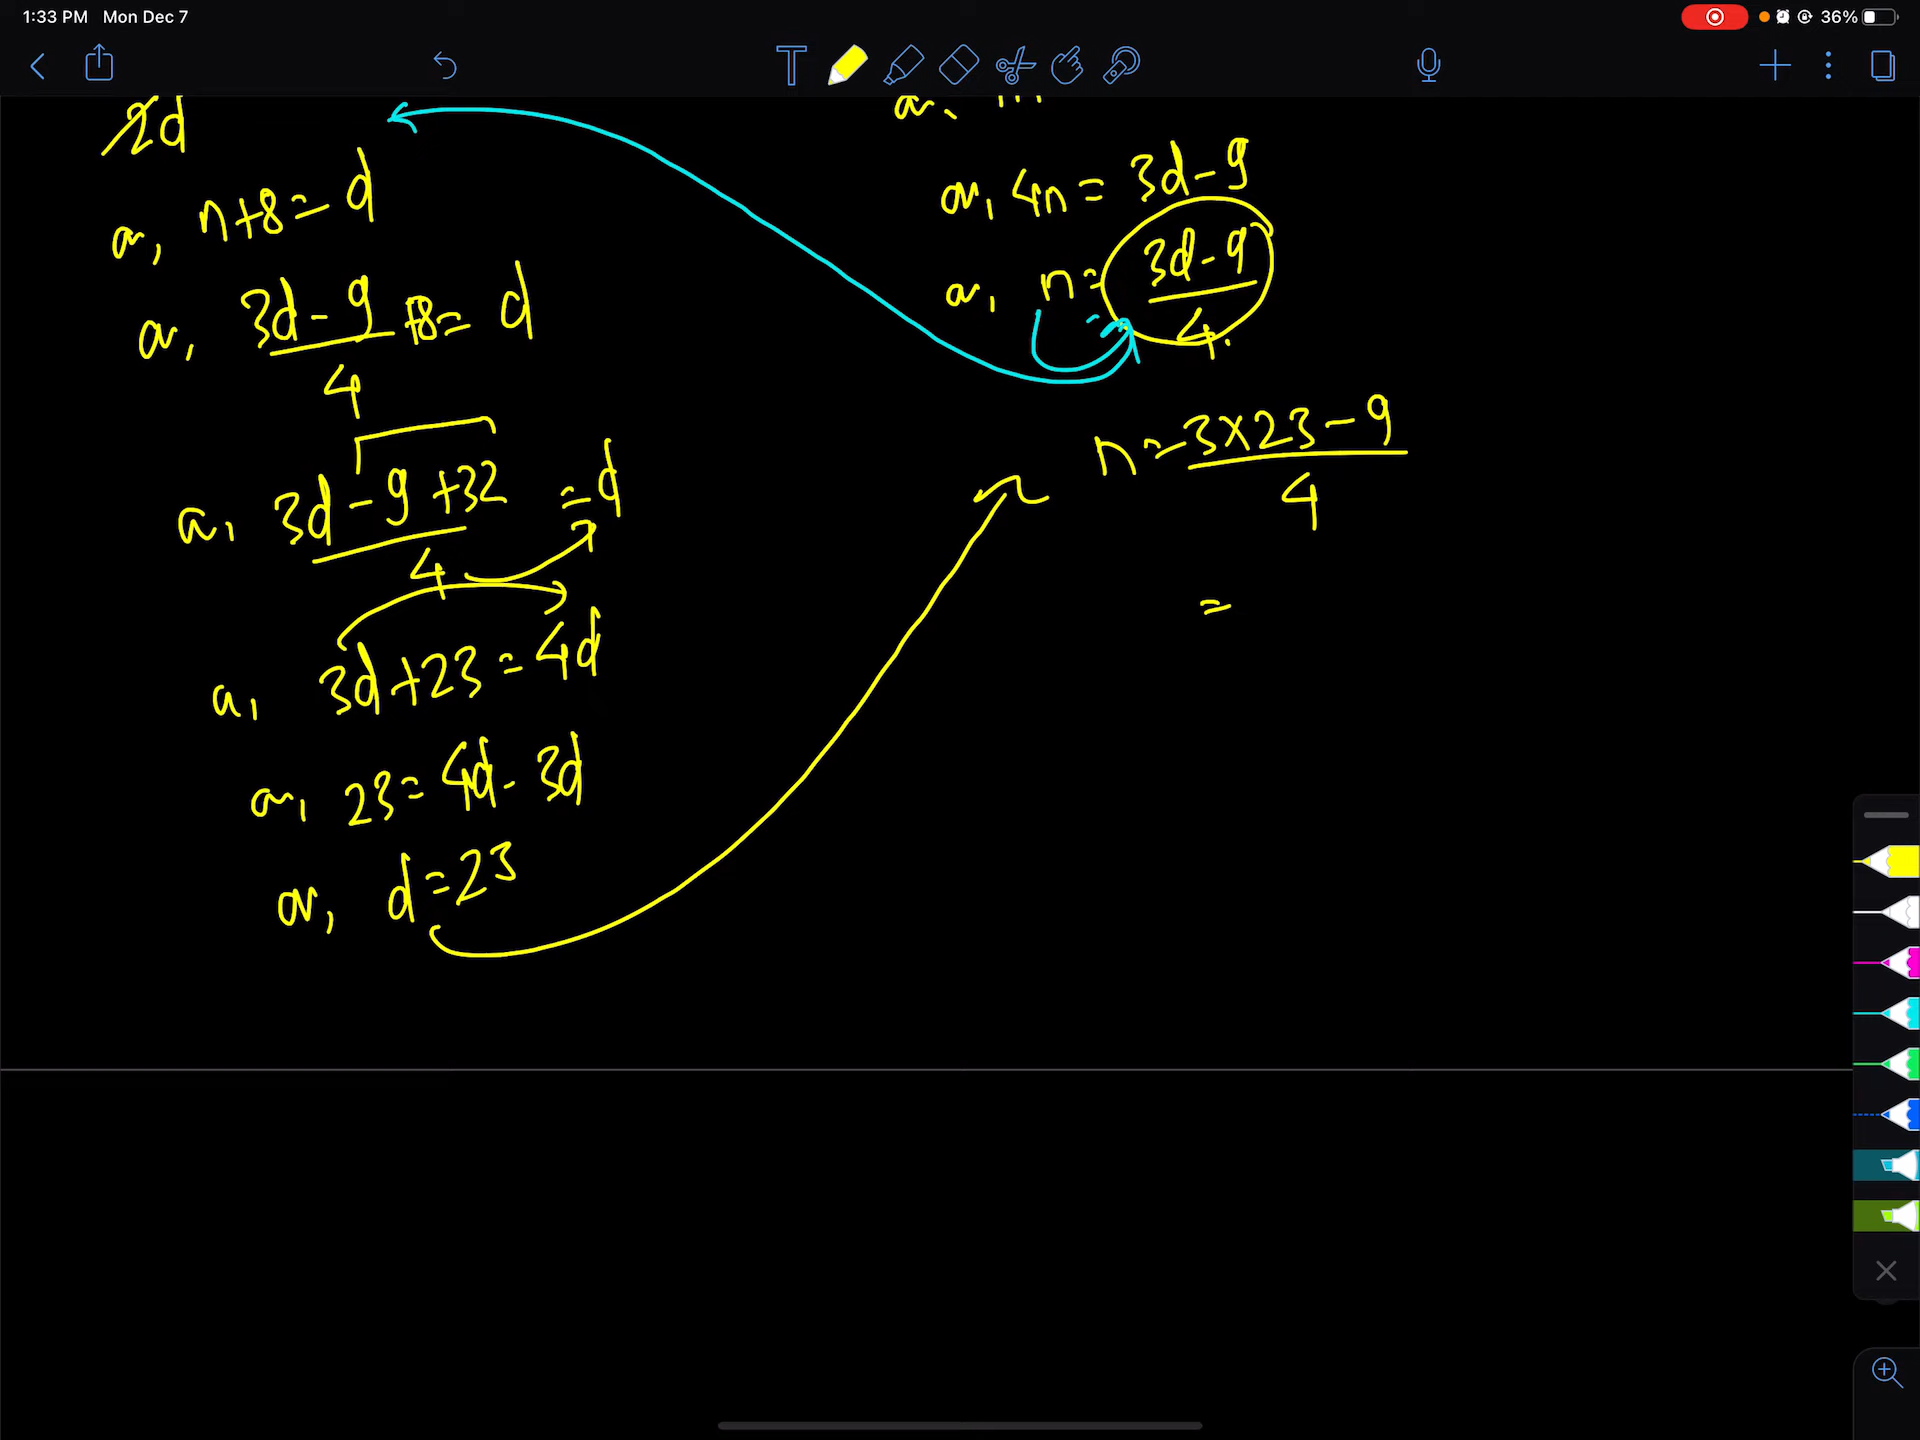 1:33 PM Mon Dec 7
36%
2d
or, n+8=d
or, 3d-9/4 +8= d
or, 3d-9+32/4 =d
or, 3d+23=4d
or, 23=4d-3d
or, d=23
or, 4n= 3d-9
or, n= 3d-9/4
n=3×23-9/4
=